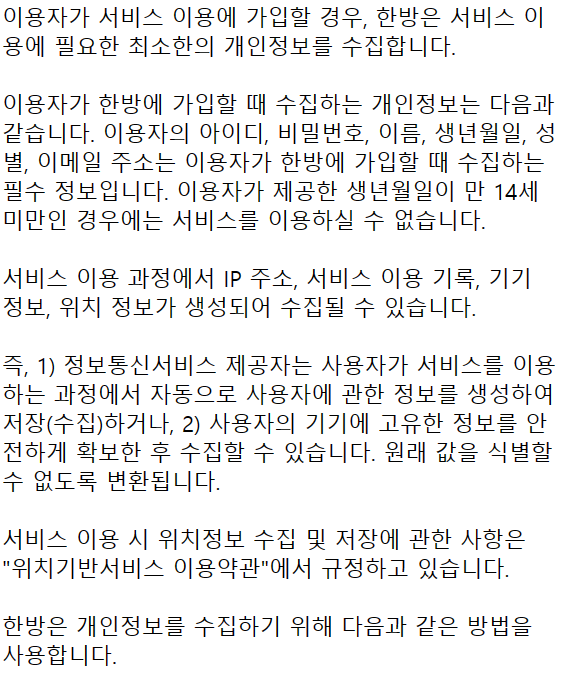 이용자가 서비스 이용에 가입할 경우, 한방은 서비스 이
용에 필요한 최소한의 개인정보를 수집합니다.
이용자가 한방에 가입할 때 수집하는 개인정보는 다음과
같습니다. 이용자의 아이디, 비밀번호, 이름, 생년월일, 성
별, 이메일 주소는 이용자가 한방에 가입할 때 수집하는
필수 정보입니다. 이용자가 제공한 생년월일이 만 14세
미만인 경우에는 서비스를 이용하실 수 없습니다.
서비스 이용 과정에서 IP 주소, 서비스 이용 기록, 기기
정보, 위치 정보가 생성되어 수집될 수 있습니다.
즉, 1) 정보통신서비스 제공자는 사용자가 서비스를 이용
하는 과정에서 자동으로 사용자에 관한 정보를 생성하여
저장(수집)하거나, 2) 사용자의 기기에 고유한 정보를 안
전하게 확보한 후 수집할 수 있습니다. 원래 값을 식별할
수 없도록 변환됩니다.
서비스 이용 시 위치정보 수집 및 저장에 관한 사항은
"위치기반서비스 이용약관"에서 규정하고 있습니다.
한방은 개인정보를 수집하기 위해 다음과 같은 방법을
사용합니다.